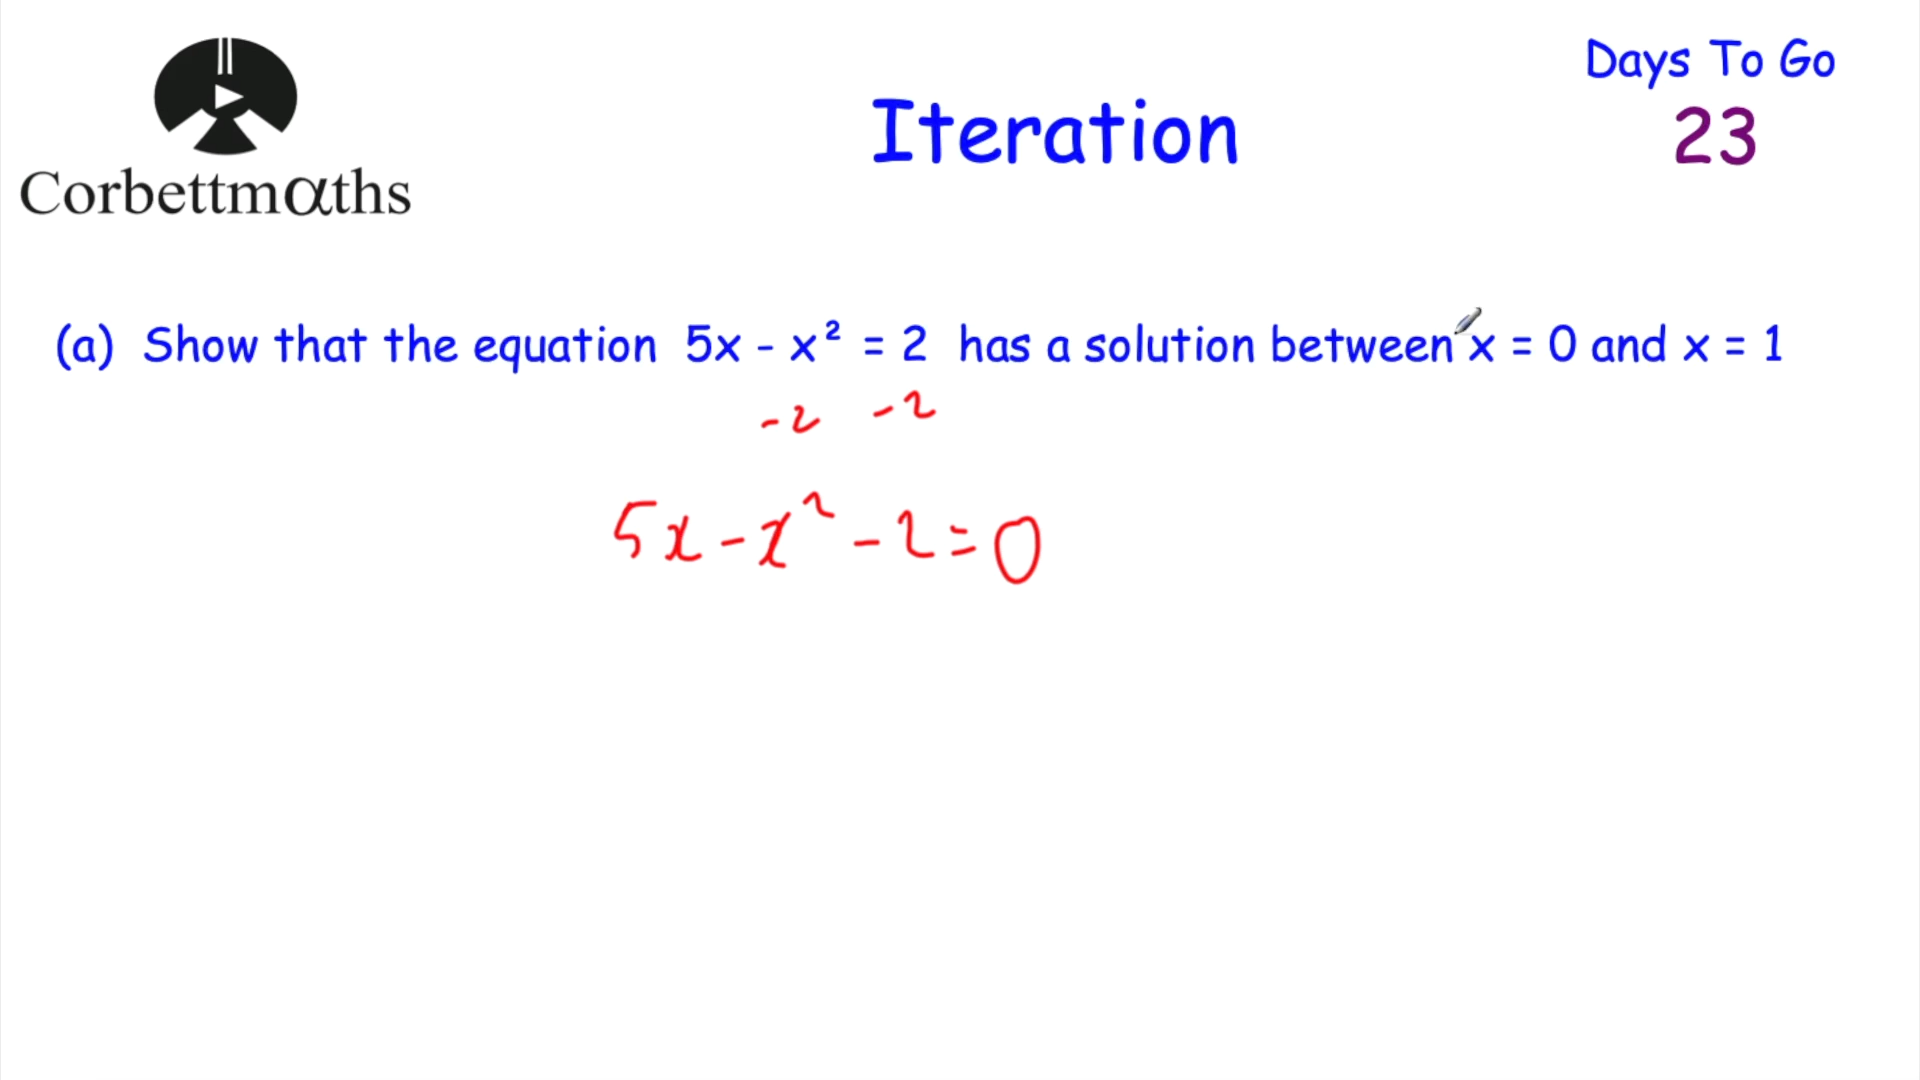 Corbettmαths
Iteration
Days To Go
23
(a) Show that the equation 5x - x² = 2 has a solution between x = 0 and x = 1
-2 -2
5x - x² - 2 = 0